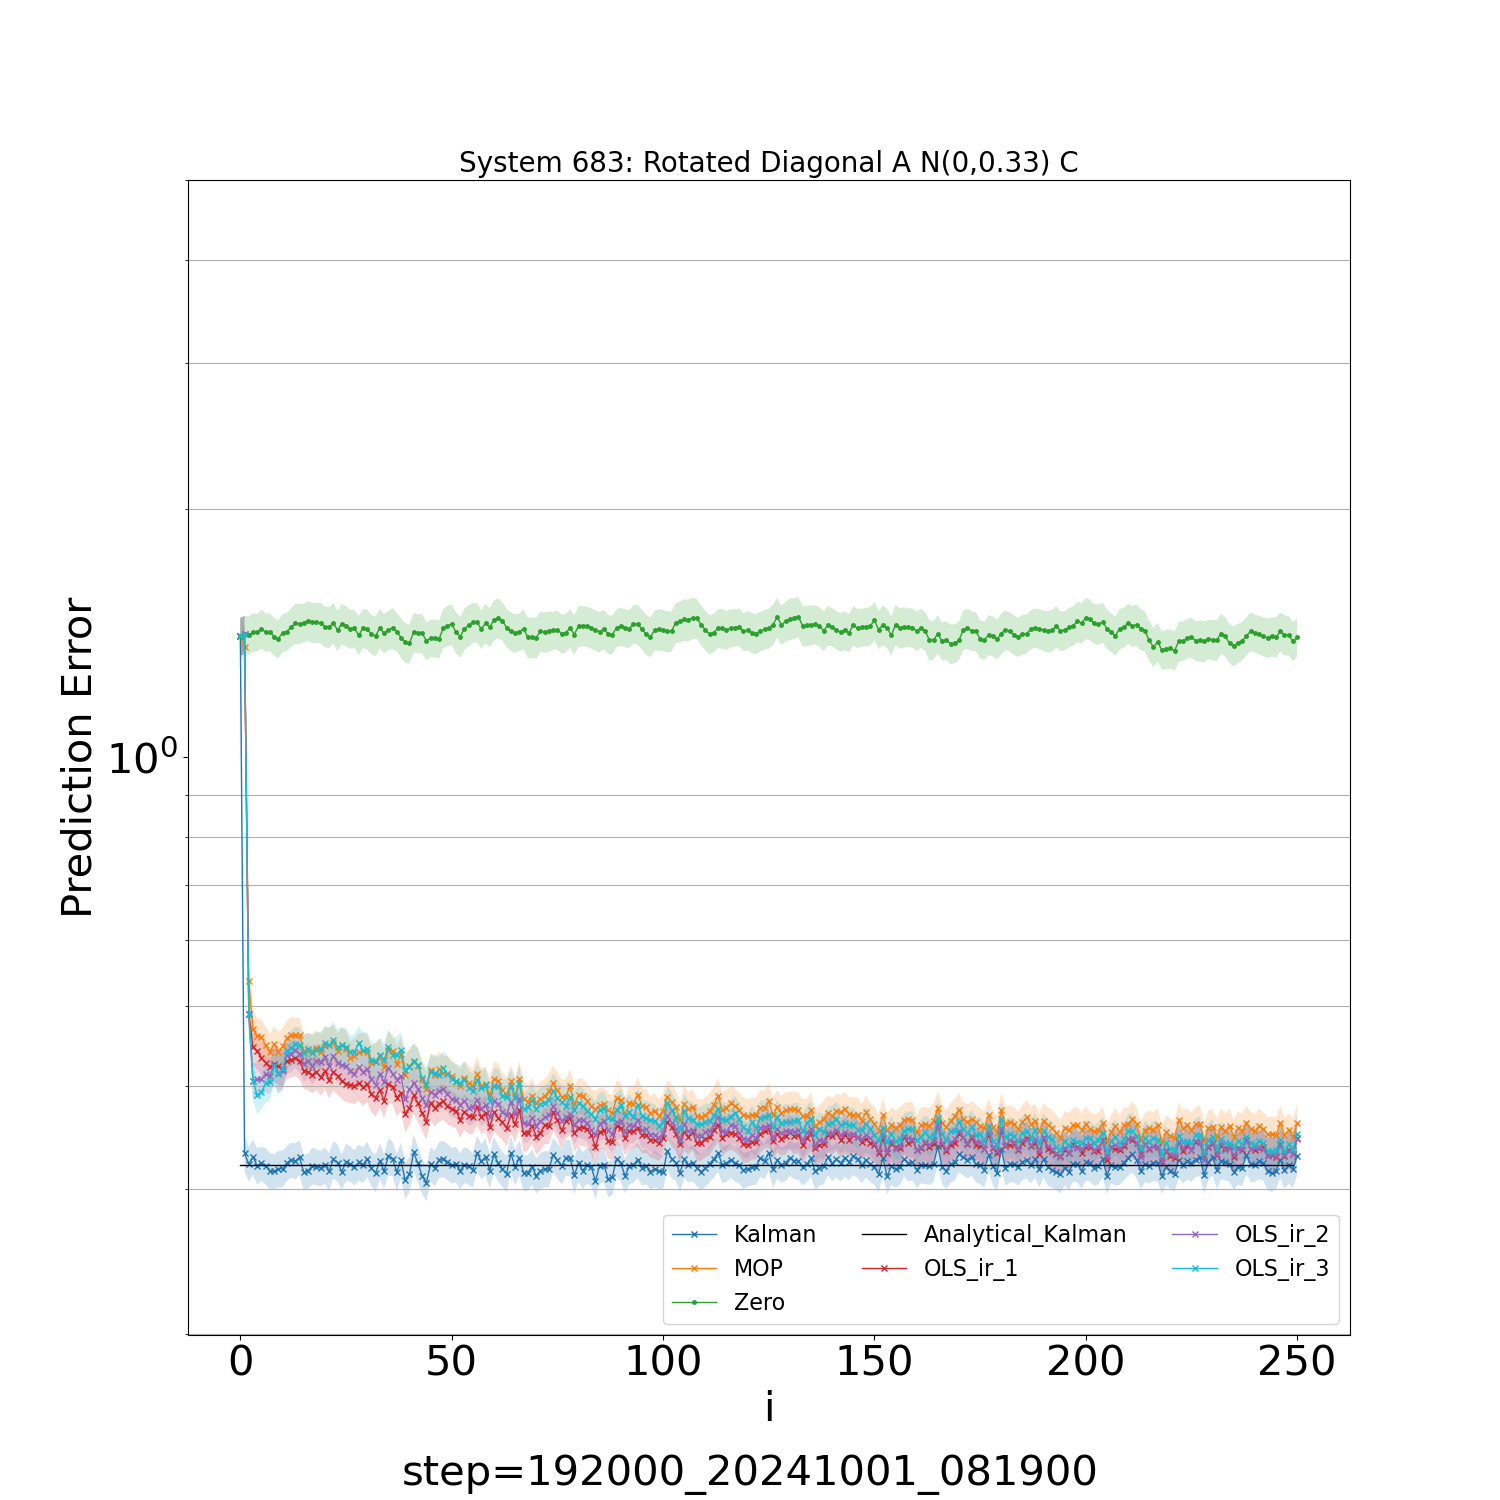 System 683: Rotated Diagonal A N(0,0.33) C
Prediction Error
10⁰
Kalman
MOP
Zero
Analytical_Kalman
OLS_ir_1
OLS_ir_2
OLS_ir_3
0 50 100 150 200 250
i
step=192000_20241001_081900